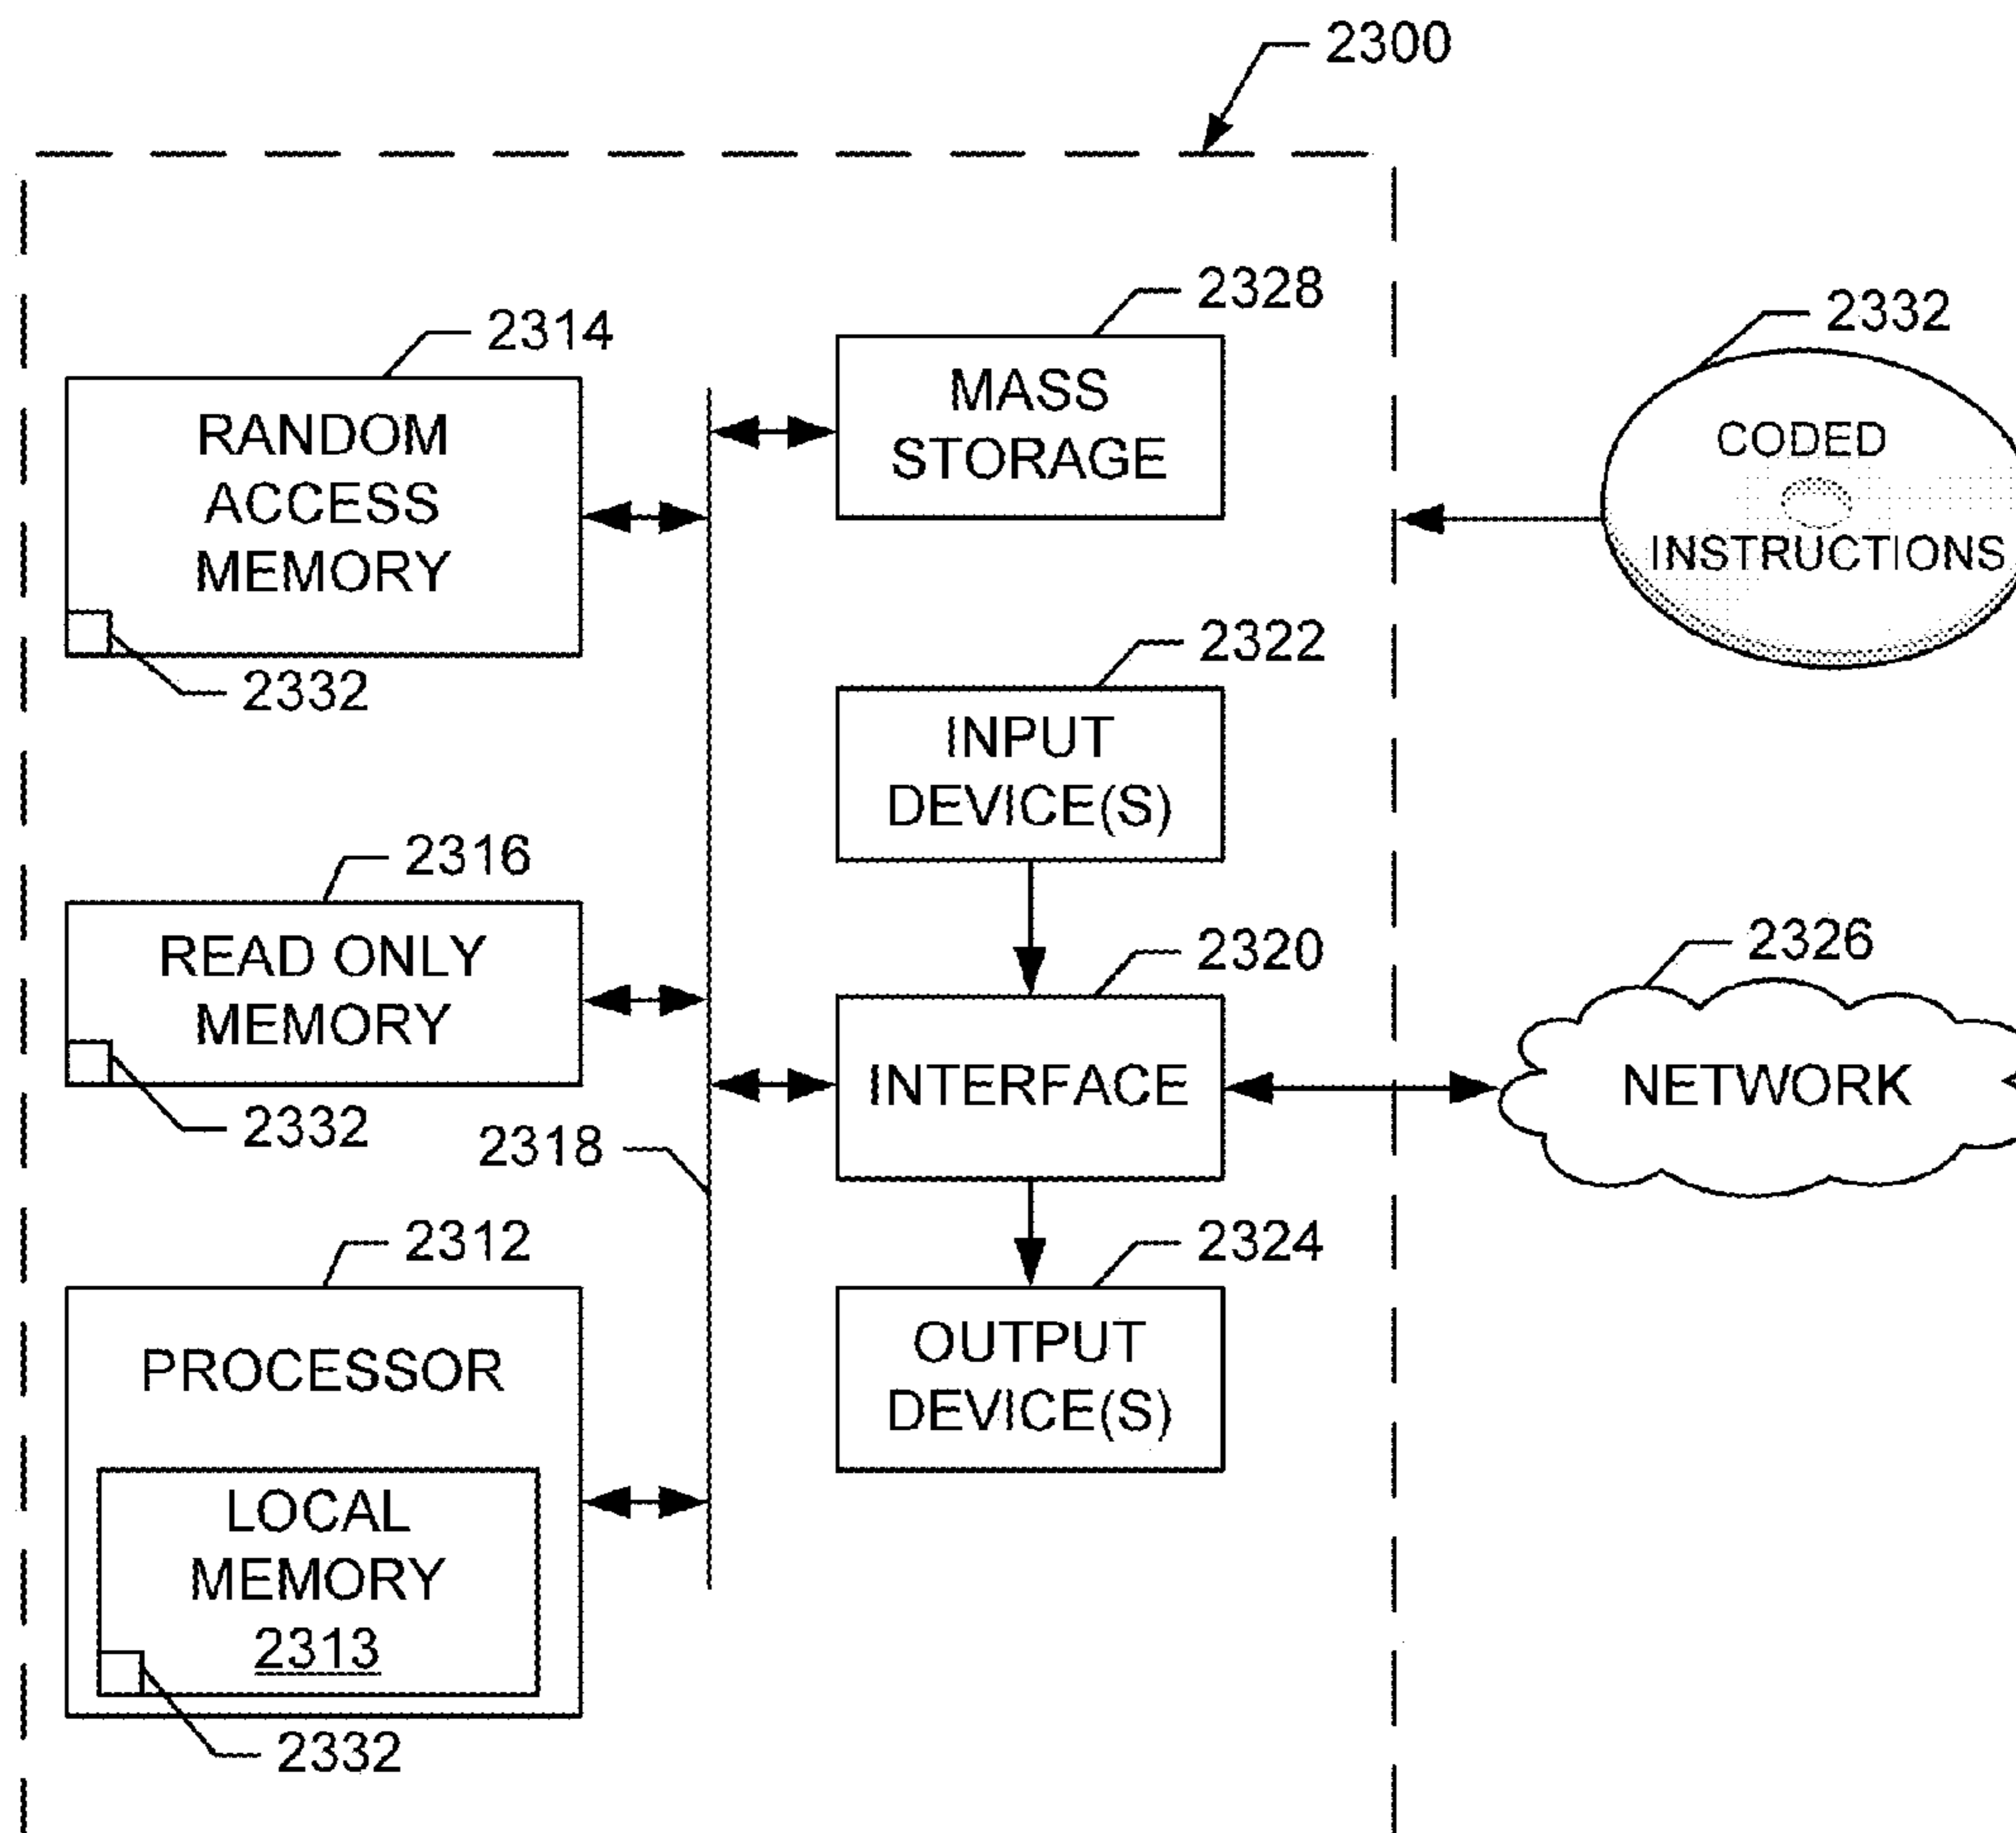 2300
2328
2314
2332
MASS
STORAGE
RANDOM
ACCESS
MEMORY
CODED
INSTRUCTIONS
2332
2322
INPUT
DEVICE(S)
2316
READ ONLY
MEMORY
2320
2326
INTERFACE
NETWORK
2332
2318
2312
2324
PROCESSOR
OUTPUT
DEVICE(S)
LOCAL
MEMORY
2313
2332